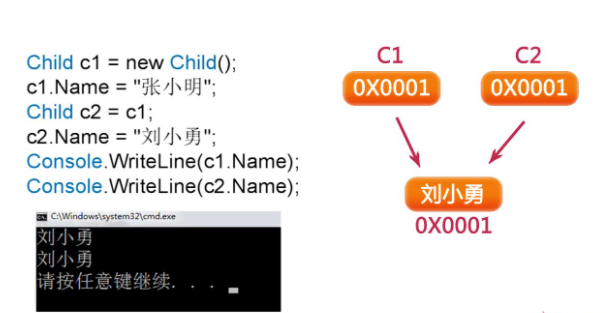 Child c1 = new Child();
c1.Name = "张小明";
Child c2 = c1;
c2.Name = "刘小勇";
Console.WriteLine(c1.Name);
Console.WriteLine(c2.Name);
C:\Windows\system32\cmd.exe
刘小勇
刘小勇
请按任意键继续. . .
C1
C2
0X0001
0X0001
刘小勇
0X0001